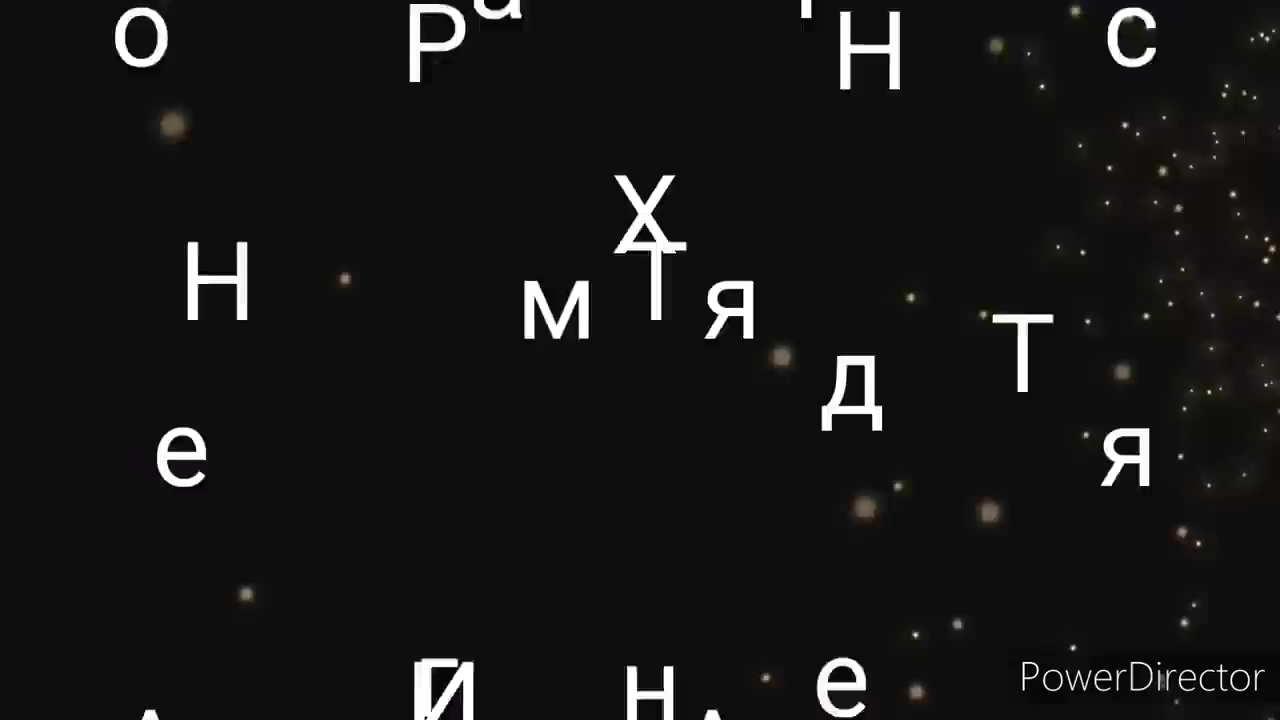 о Р Н с
Х
Н Т
м я
Т
д
е я
г И н е
PowerDirector